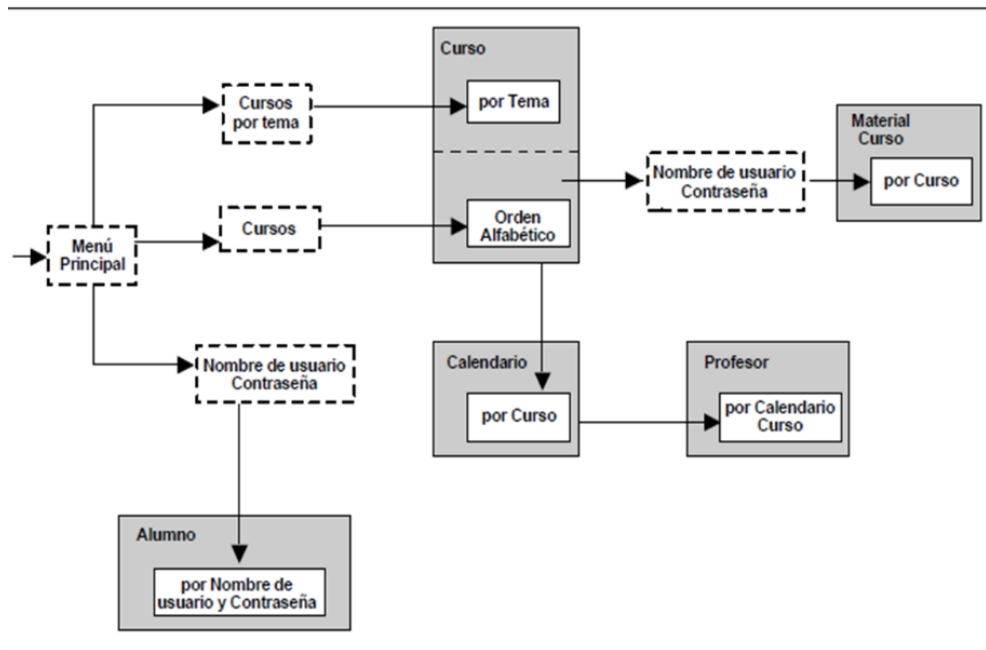 Curso
Cursos
por tema
por Tema
Material
Curso
Nombre de usuario
Contraseña
por Curso
Cursos
Orden
Alfabético
Menú
Principal
Nombre de usuario
Contraseña
Calendario
por Curso
Profesor
por Calendario
Curso
Alumno
por Nombre de
usuario y Contraseña